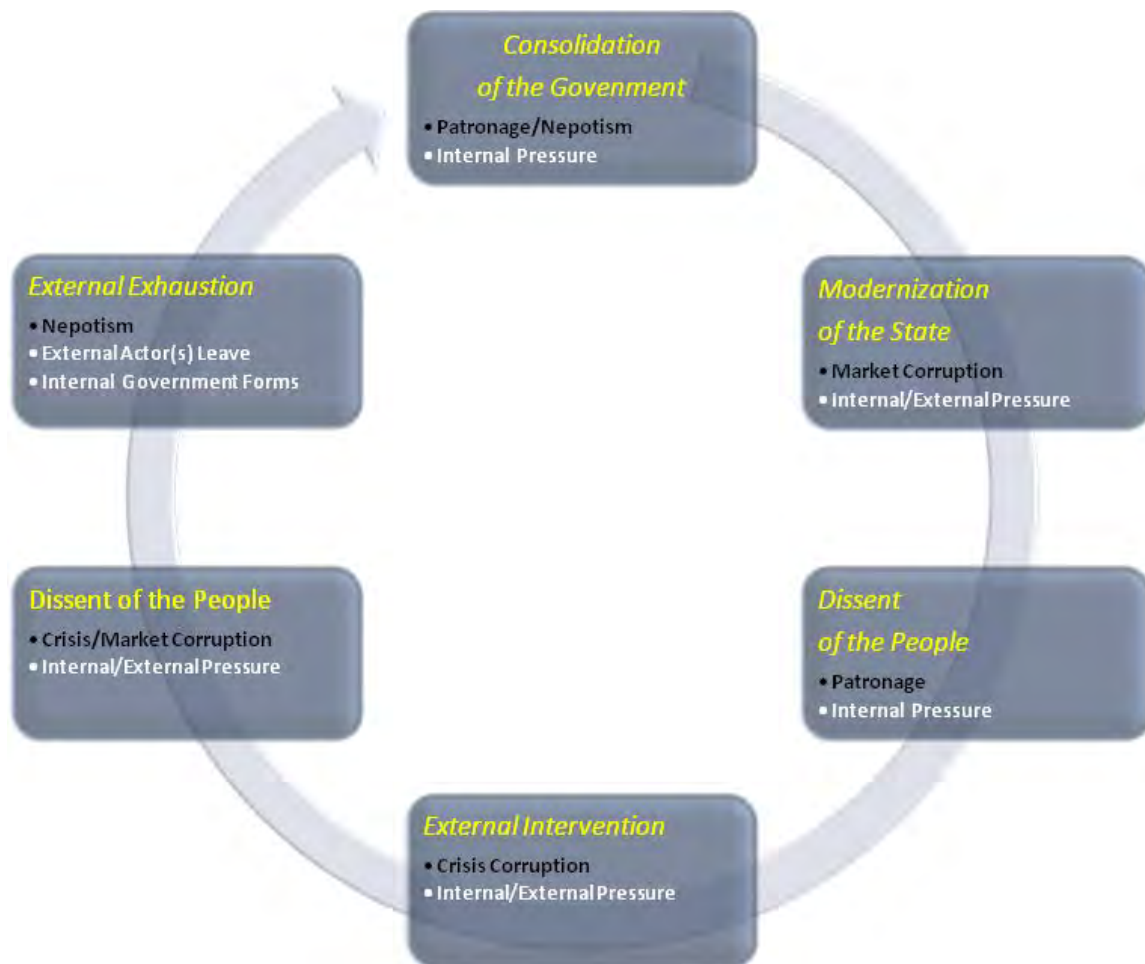 Consolidation
of the Govenment
• Patronage/Nepotism
• Internal Pressure
Modernization
of the State
• Market Corruption
• Internal/External Pressure
Dissent
of the People
• Patronage
• Internal Pressure
External Intervention
• Crisis Corruption
• Internal/External Pressure
Dissent of the People
• Crisis/Market Corruption
• Internal/External Pressure
External Exhaustion
• Nepotism
• External Actor(s) Leave
• Internal Government Forms